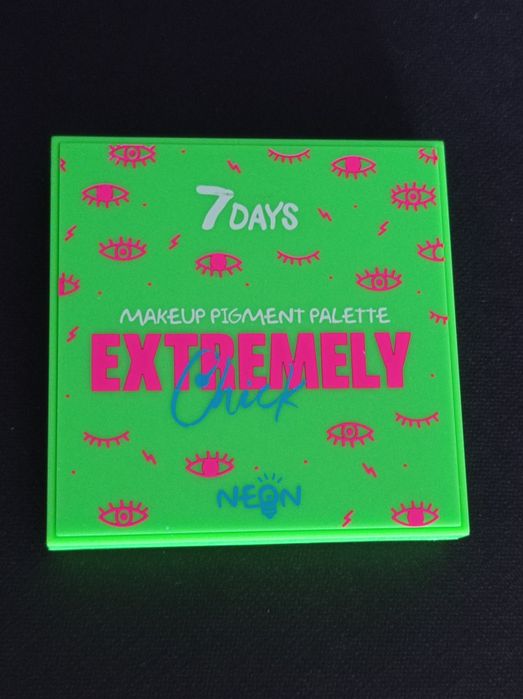 7DAYS
MAKEUP PIGMENT PALETTE
EXTREMELY
Chick
NEON